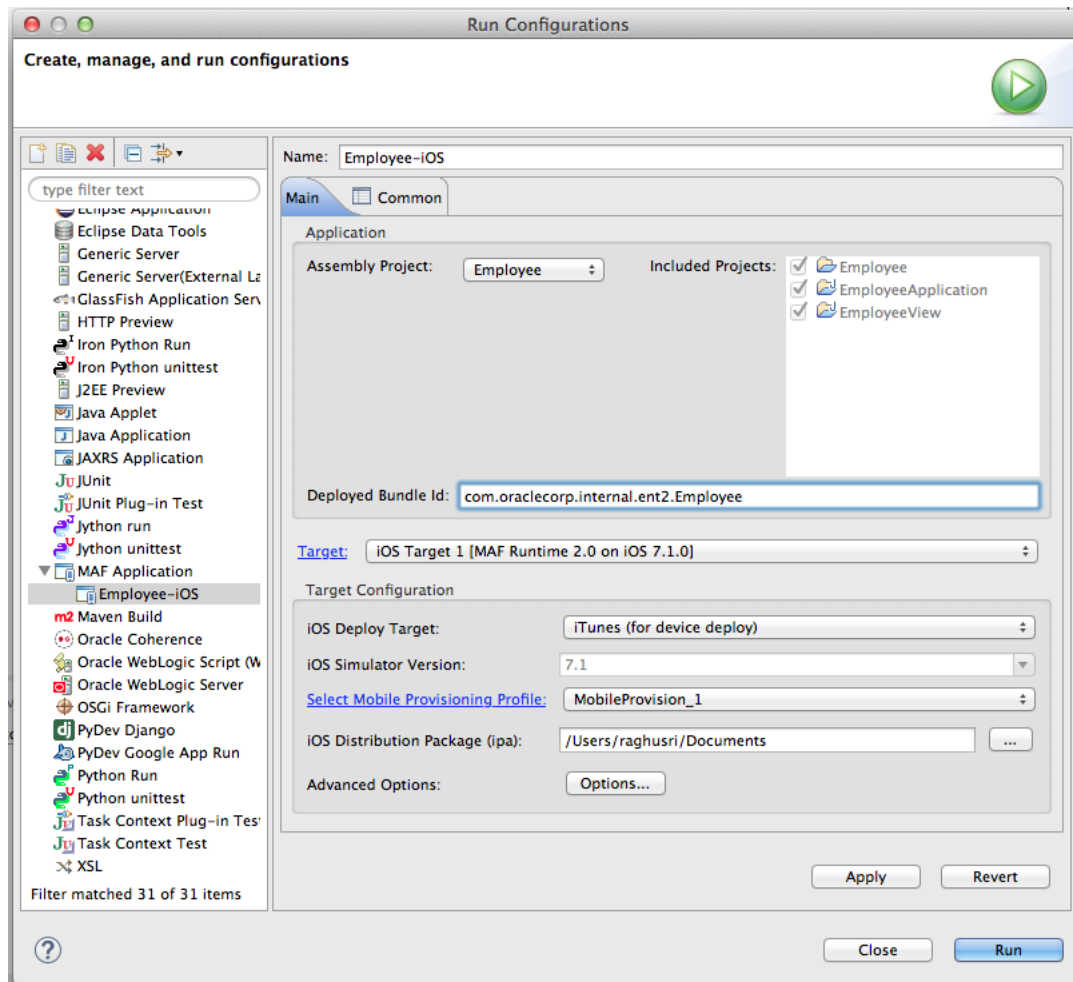 Run Configurations
Create, manage, and run configurations
type filter text
Eclipse Application
Eclipse Data Tools
Generic Server
Generic Server(External La
GlassFish Application Serv
HTTP Preview
Iron Python Run
Iron Python unittest
J2EE Preview
Java Applet
Java Application
JAXRS Application
JUnit
JUnit Plug-in Test
Jython run
Jython unittest
MAF Application
Employee-iOS
m2 Maven Build
Oracle Coherence
Oracle WebLogic Script (W
Oracle WebLogic Server
OSGi Framework
dj PyDev Django
PyDev Google App Run
Python Run
Python unittest
Task Context Plug-in Tes
Task Context Test
XSL
Filter matched 31 of 31 items
Name: Employee-iOS
Main Common
Application
Assembly Project: Employee
Included Projects: Employee
EmployeeApplication
EmployeeView
Deployed Bundle Id: com.oraclecorp.internal.ent2.Employee
Target: iOS Target 1 [MAF Runtime 2.0 on iOS 7.1.0]
Target Configuration
iOS Deploy Target: iTunes (for device deploy)
iOS Simulator Version: 7.1
Select Mobile Provisioning Profile: MobileProvision_1
iOS Distribution Package (ipa): /Users/raghusri/Documents ...
Advanced Options: Options...
Apply Revert
? Close Run